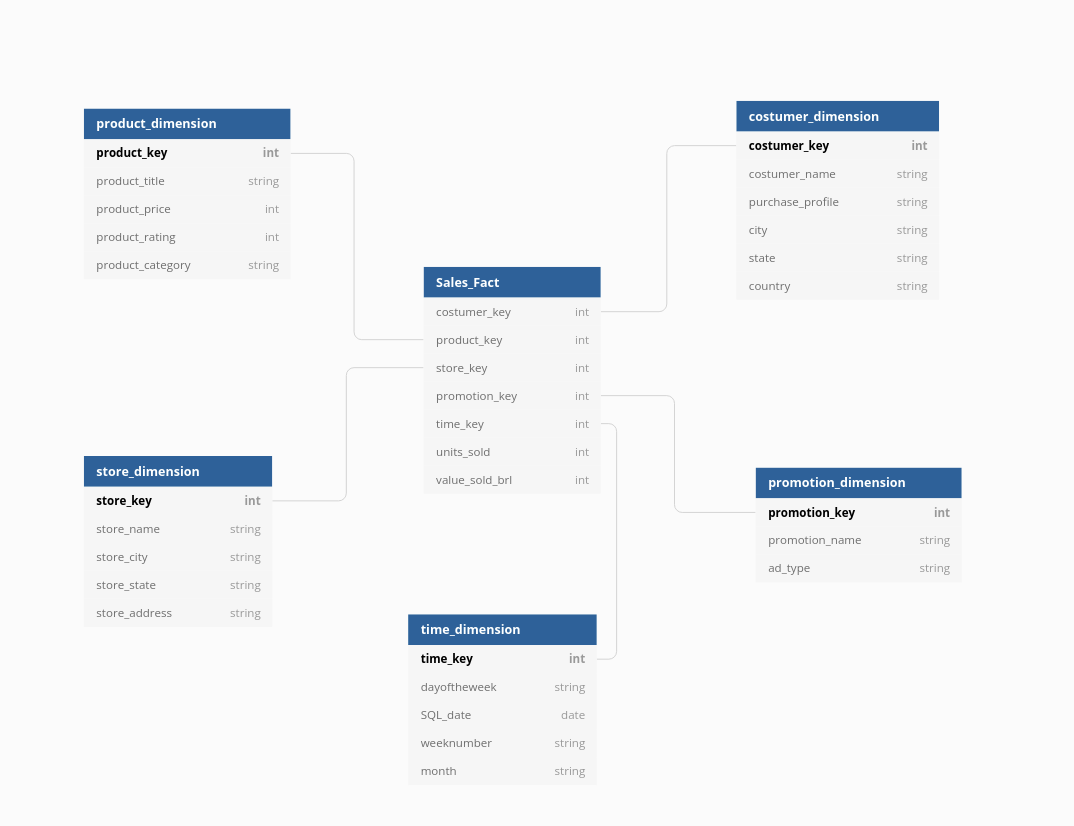 product_dimension
product_key int
product_title string
product_price int
product_rating int
product_category string
costumer_dimension
costumer_key int
costumer_name string
purchase_profile string
city string
state string
country string
Sales_Fact
costumer_key int
product_key int
store_key int
promotion_key int
time_key int
units_sold int
value_sold_brl int
store_dimension
store_key int
store_name string
store_city string
store_state string
store_address string
promotion_dimension
promotion_key int
promotion_name string
ad_type string
time_dimension
time_key int
dayoftheweek string
SQL_date date
weeknumber string
month string